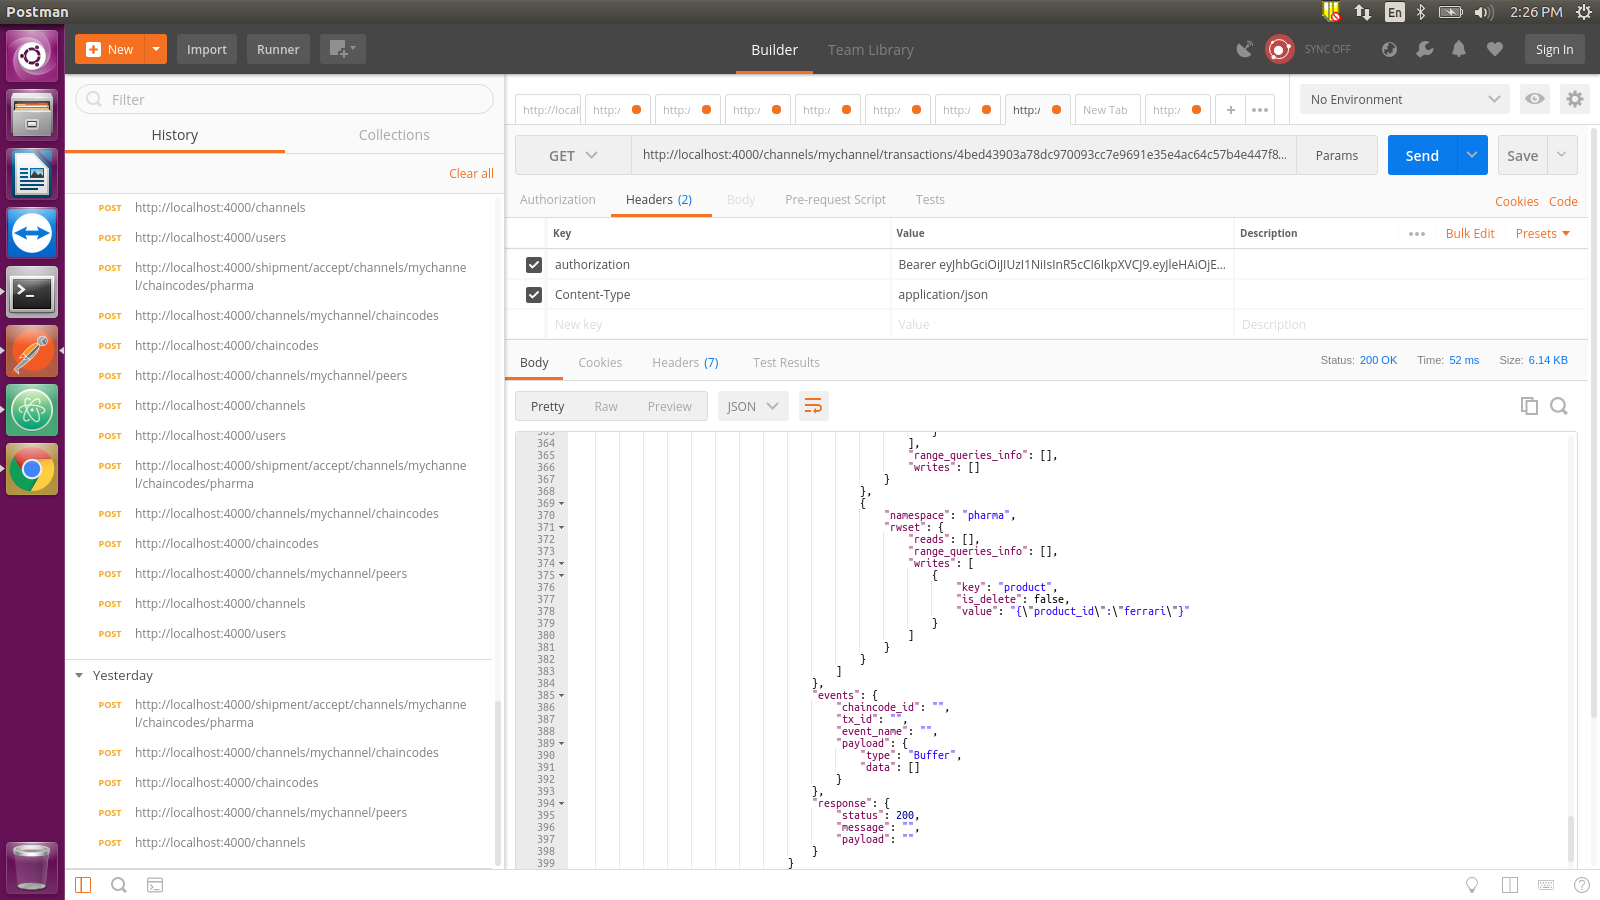 Postman
En
2:26 PM
New
Import
Runner
Builder
Team Library
SYNC OFF
Sign In
Filter
History
Collections
Clear all
POST http://localhost:4000/channels
POST http://localhost:4000/users
POST http://localhost:4000/shipment/accept/channels/mychanne
l/chaincodes/pharma
POST http://localhost:4000/channels/mychannel/chaincodes
POST http://localhost:4000/chaincodes
POST http://localhost:4000/channels/mychannel/peers
POST http://localhost:4000/channels
POST http://localhost:4000/users
POST http://localhost:4000/shipment/accept/channels/mychanne
l/chaincodes/pharma
POST http://localhost:4000/channels/mychannel/chaincodes
POST http://localhost:4000/chaincodes
POST http://localhost:4000/channels/mychannel/peers
POST http://localhost:4000/channels
POST http://localhost:4000/users
Yesterday
POST http://localhost:4000/shipment/accept/channels/mychanne
l/chaincodes/pharma
POST http://localhost:4000/channels/mychannel/chaincodes
POST http://localhost:4000/chaincodes
POST http://localhost:4000/channels/mychannel/peers
POST http://localhost:4000/channels
http://local http:/ http:/ http:/ http:/ http:/ http:/ http:/ New Tab http:/ + •••
No Environment
GET http://localhost:4000/channels/mychannel/transactions/4bed43903a78dc970093cc7e9691e35e4ac64c57b4e447f8... Params Send Save
Authorization Headers (2) Body Pre-request Script Tests Cookies Code
Key Value Description ••• Bulk Edit Presets
authorization Bearer eyJhbGciOiJIUzI1NiIsInR5cCI6IkpXVCJ9.eyJleHAiOjE...
Content-Type application/json
New key Value Description
Body Cookies Headers (7) Test Results Status: 200 OK Time: 52 ms Size: 6.14 KB
Pretty Raw Preview JSON
363 }
364 ],
365 "range_queries_info": [],
366 "writes": []
367 }
368 },
369 {
370 "namespace": "pharma",
371 "rwset": {
372 "reads": [],
373 "range_queries_info": [],
374 "writes": [
375 {
376 "key": "product",
377 "is_delete": false,
378 "value": "{\"product_id\":\"ferrari\"}"
379 }
380 ]
381 }
382 }
383 ]
384 },
385 "events": {
386 "chaincode_id": "",
387 "tx_id": "",
388 "event_name": "",
389 "payload": {
390 "type": "Buffer",
391 "data": []
392 }
393 },
394 "response": {
395 "status": 200,
396 "message": "",
397 "payload": ""
398 }
399 }